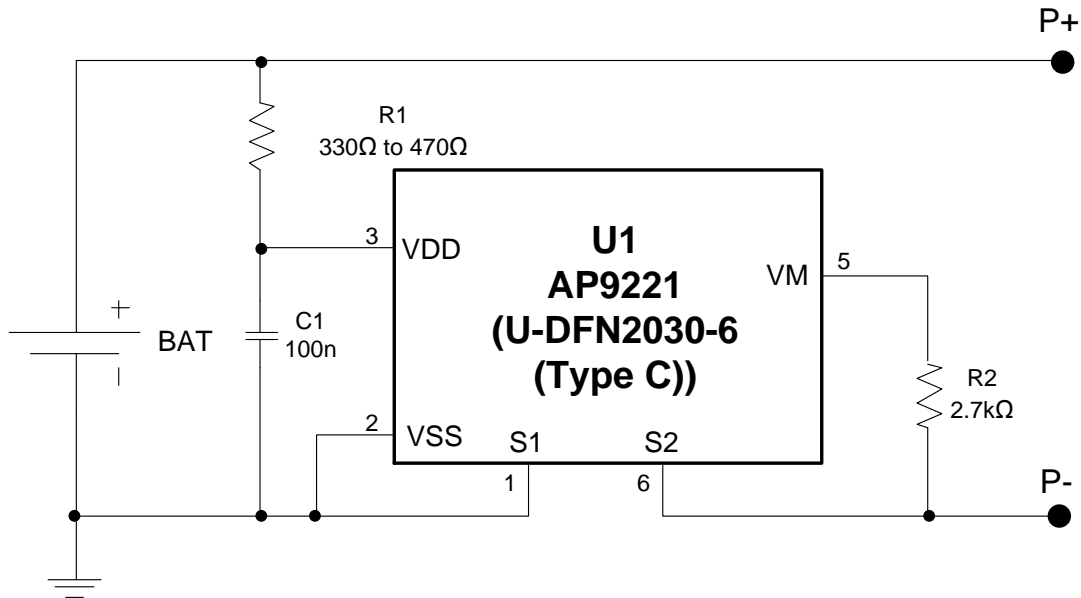 P+
R1
330Ω to 470Ω
3
VDD
U1
AP9221
(U-DFN2030-6
(Type C))
VM
5
+
BAT
-
C1
100n
R2
2.7kΩ
2
VSS
S1
S2
1
6
P-